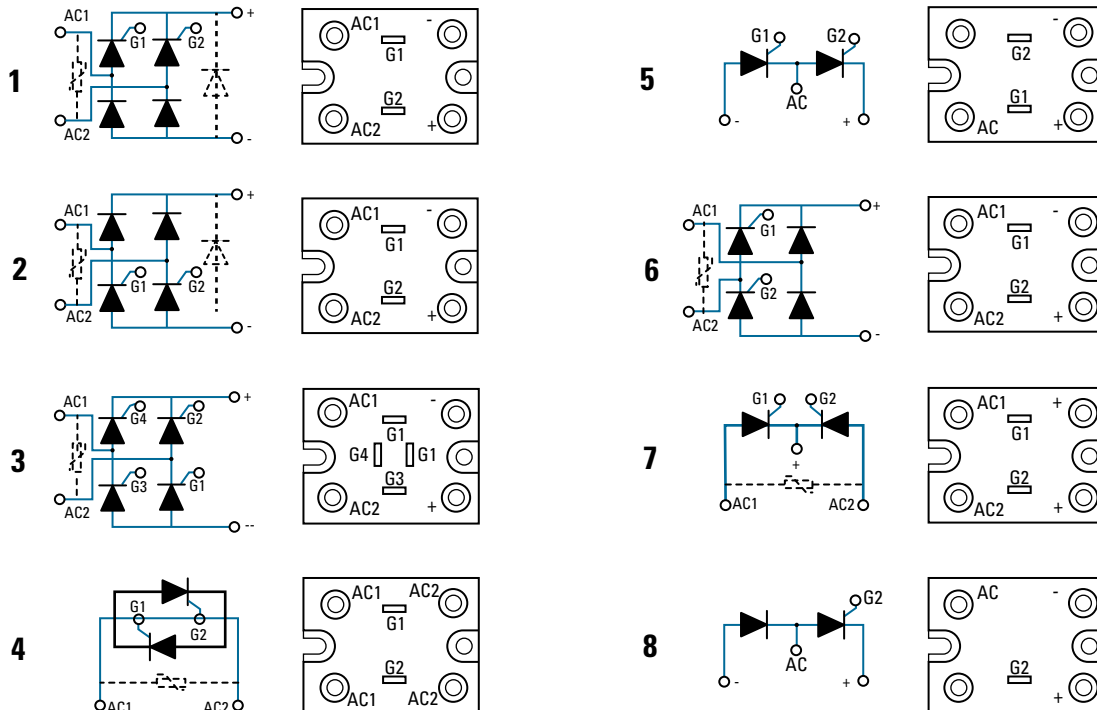 1
AC1
G1
G2
+
AC2
-
AC1
-
G1
G2
AC2
+
2
AC1
+
G1
G2
AC2
-
AC1
-
G1
G2
AC2
+
3
AC1
G4
G2
+
G3
G1
AC2
--
AC1
-
G1
G4
G1
G3
AC2
+
4
G1
G2
AC1
AC2
AC1
AC2
G1
G2
AC1
AC2
5
G1
G2
AC
-
+
-
G2
G1
AC
+
6
AC1
G1
+
G2
AC2
-
AC1
-
G1
G2
AC2
+
7
G1
G2
+
AC1
AC2
AC1
+
G1
G2
AC2
+
8
G2
AC
-
+
AC
-
G2
+